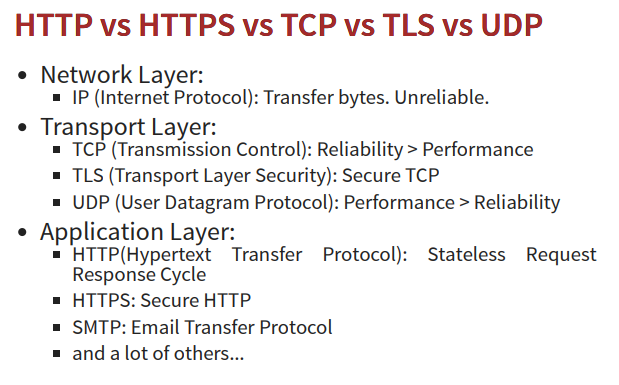 HTTP vs HTTPS vs TCP vs TLS vs UDP
• Network Layer:
▪ IP (Internet Protocol): Transfer bytes. Unreliable.
• Transport Layer:
▪ TCP (Transmission Control): Reliability > Performance
▪ TLS (Transport Layer Security): Secure TCP
▪ UDP (User Datagram Protocol): Performance > Reliability
• Application Layer:
▪ HTTP(Hypertext Transfer Protocol): Stateless Request
Response Cycle
▪ HTTPS: Secure HTTP
▪ SMTP: Email Transfer Protocol
▪ and a lot of others...